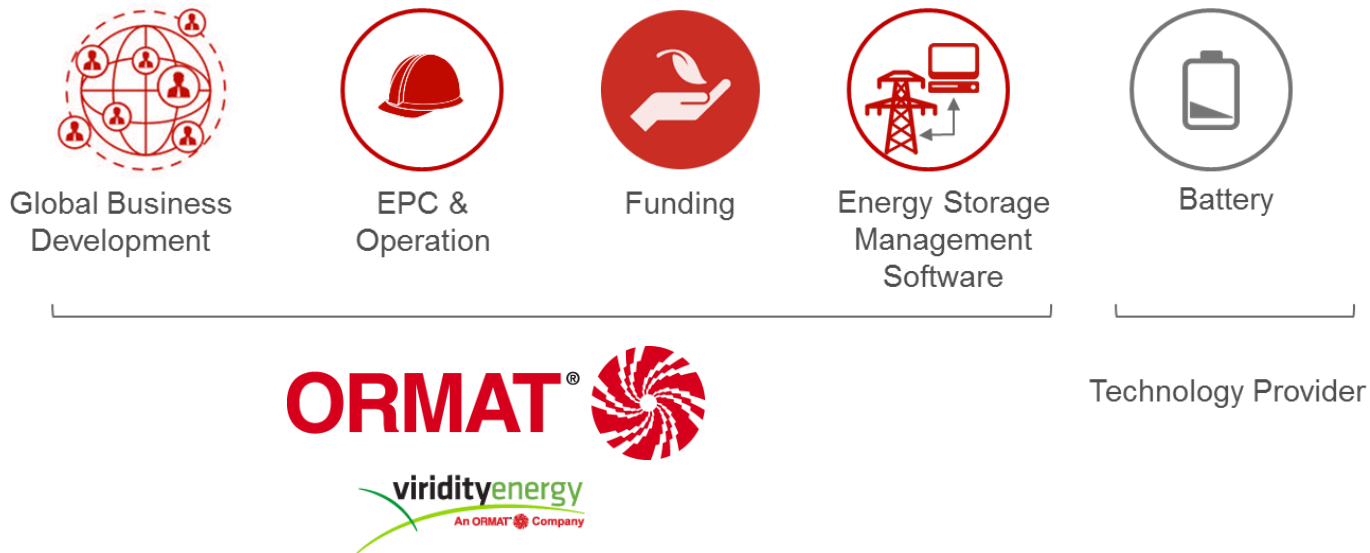 Global Business
Development
EPC &
Operation
Funding
Energy Storage
Management
Software
Battery
ORMAT®
Technology Provider
viridityenergy
An ORMAT Company